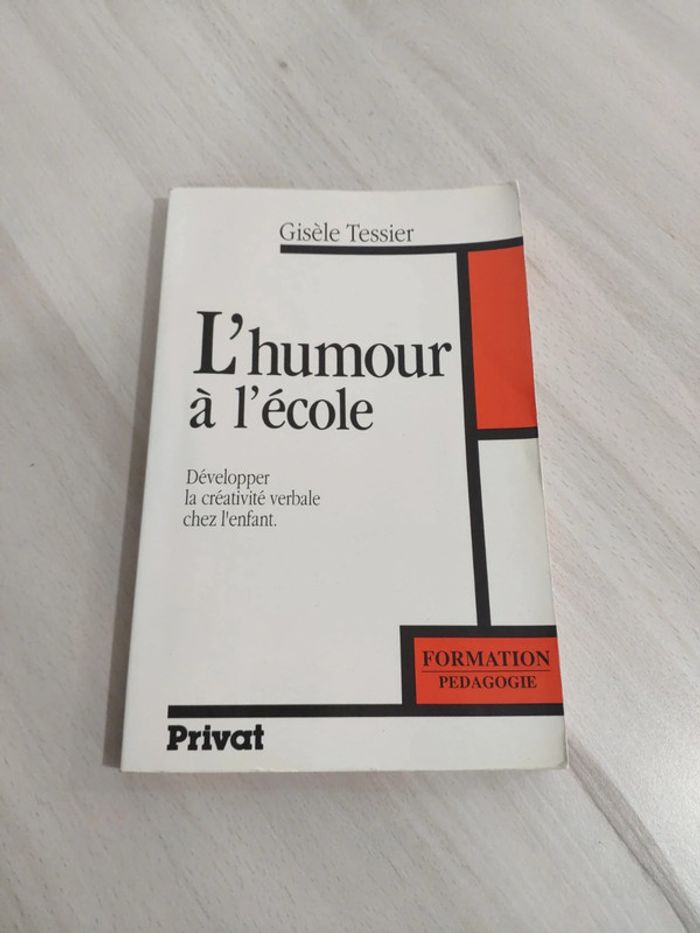 Gisèle Tessier
L'humour
à l'école
Développer
la créativité verbale
chez l'enfant.
FORMATION
PEDAGOGIE
Privat